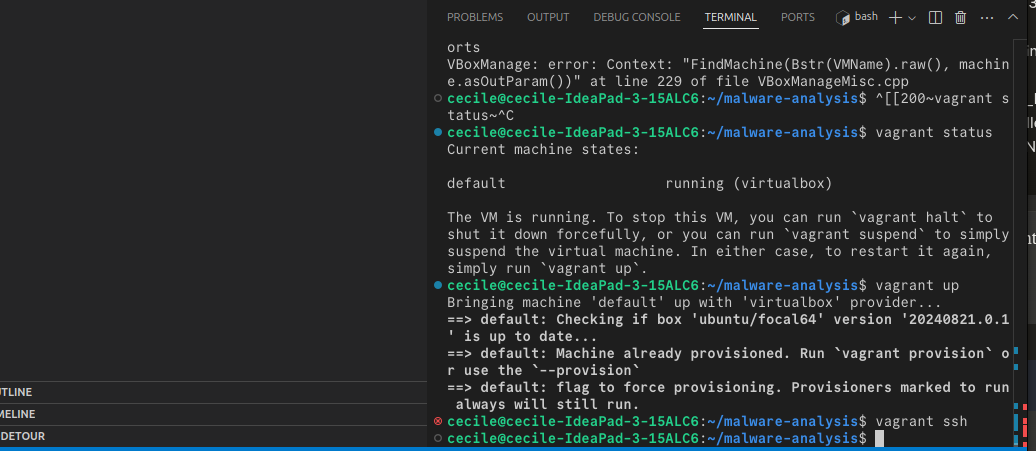 PROBLEMS OUTPUT DEBUG CONSOLE TERMINAL PORTS bash
orts
VBoxManage: error: Context: "FindMachine(Bstr(VMName).raw(), machin
e.asOutParam())" at line 229 of file VBoxManageMisc.cpp
cecile@cecile-IdeaPad-3-15ALC6:~/malware-analysis$ ^[[200~vagrant s
tatus~^C
cecile@cecile-IdeaPad-3-15ALC6:~/malware-analysis$ vagrant status
Current machine states:
default running (virtualbox)
The VM is running. To stop this VM, you can run `vagrant halt` to
shut it down forcefully, or you can run `vagrant suspend` to simply
suspend the virtual machine. In either case, to restart it again,
simply run `vagrant up`.
cecile@cecile-IdeaPad-3-15ALC6:~/malware-analysis$ vagrant up
Bringing machine 'default' up with 'virtualbox' provider...
==> default: Checking if box 'ubuntu/focal64' version '20240821.0.1
' is up to date...
==> default: Machine already provisioned. Run `vagrant provision` o
r use the `--provision`
==> default: flag to force provisioning. Provisioners marked to run
always will still run.
cecile@cecile-IdeaPad-3-15ALC6:~/malware-analysis$ vagrant ssh
cecile@cecile-IdeaPad-3-15ALC6:~/malware-analysis$
UTLINE
MELINE
DETOUR